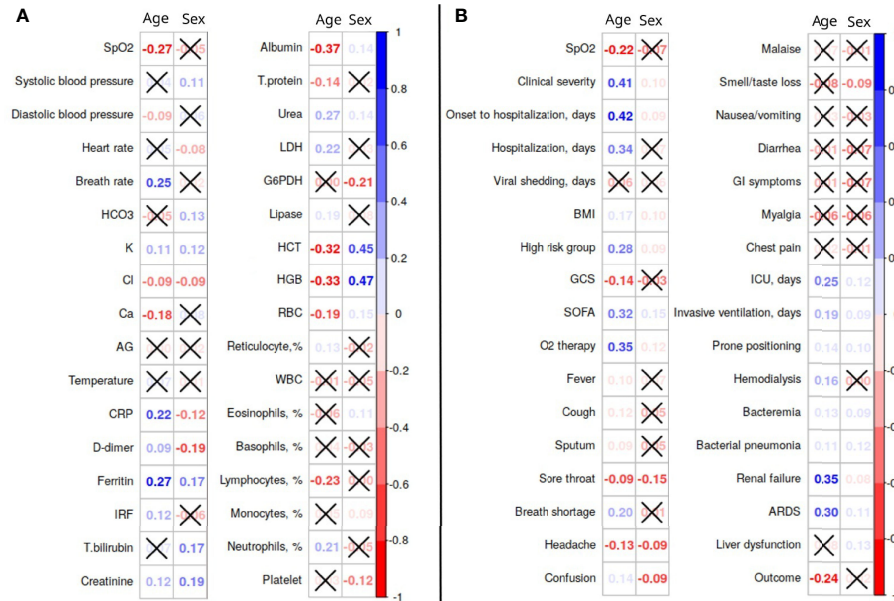 A
B
Age Sex
SpO2 -0.27
Systolic blood pressure 0.11
Diastolic blood pressure -0.09
Heart rate -0.08
Breath rate 0.25
HCO3 0.13
K 0.11 0.12
Cl -0.09 -0.09
Ca -0.18
AG
Temperature
CRP 0.22 -0.12
D-dimer 0.09 -0.19
Ferritin 0.27 0.17
IRF 0.12
T.bilirubin 0.17
Creatinine 0.12 0.19
Age Sex
Albumin -0.37 0.14
T.protein -0.14
Urea 0.27 0.14
LDH 0.22
G6PDH -0.21
Lipase 0.19
HCT -0.32 0.45
HGB -0.33 0.47
RBC -0.19 0.15
Reticulocyte,% 0.13
WBC
Eosinophils, % 0.11
Basophils, %
Lymphocytes, % -0.23
Monocytes, % 0.09
Neutrophils, % 0.21
Platelet -0.12
1
0.8
0.6
0.4
0.2
0
-0.2
-0.4
-0.6
-0.8
-1
Age Sex
SpO2 -0.22 -0.07
Clinical severity 0.41 0.10
Onset to hospitalization, days 0.42 0.09
Hospitalization, days 0.34
Viral shedding, days
BMI 0.17 0.10
High risk group 0.28 0.09
GCS -0.14 -0.03
SOFA 0.32 0.15
O2 therapy 0.35 0.12
Fever 0.10
Cough 0.12
Sputum 0.09
Sore throat -0.09 -0.15
Breath shortage 0.20
Headache -0.13 -0.09
Confusion 0.14 -0.09
Age Sex
Malaise
Smell/taste loss -0.08 -0.09
Nausea/vomiting
Diarrhea -0.07
GI symptoms -0.07
Myalgia -0.06 -0.06
Chest pain
ICU, days 0.25 0.12
Invasive ventilation, days 0.19 0.09
Prone positioning 0.14 0.10
Hemodialysis 0.16
Bacteremia 0.13 0.09
Bacterial pneumonia 0.11 0.12
Renal failure 0.35 0.08
ARDS 0.30 0.11
Liver dysfunction 0.13
Outcome -0.24